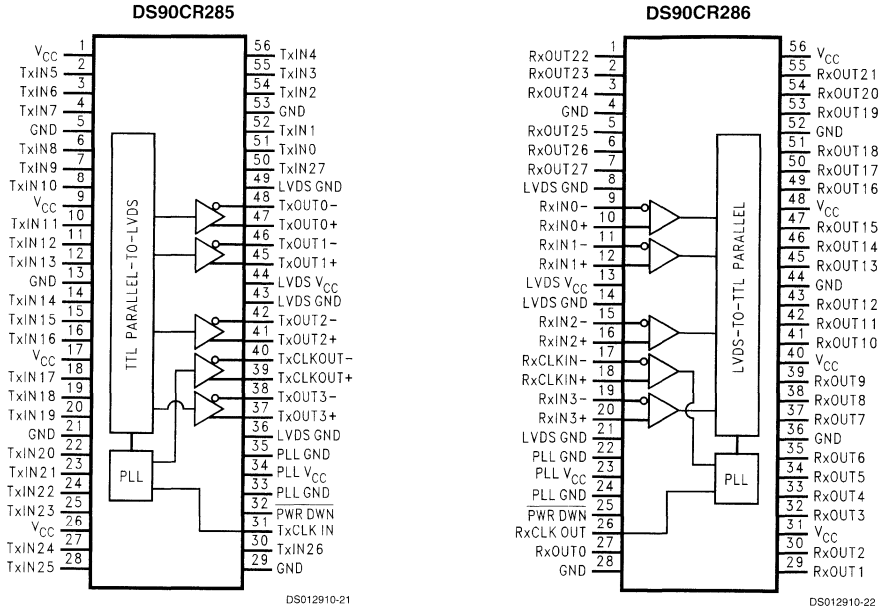 DS90CR285
VCC 1
TxIN5 2
TxIN6 3
TxIN7 4
GND 5
TxIN8 6
TxIN9 7
TxIN10 8
VCC 9
TxIN11 10
TxIN12 11
TxIN13 12
GND 13
TxIN14 14
TxIN15 15
TxIN16 16
VCC 17
TxIN17 18
TxIN18 19
TxIN19 20
GND 21
TxIN20 22
TxIN21 23
TxIN22 24
TxIN23 25
VCC 26
TxIN24 27
TxIN25 28
TTL PARALLEL-TO-LVDS
PLL
56 TxIN4
55 TxIN3
54 TxIN2
53 GND
52 TxIN1
51 TxIN0
50 TxIN27
49 LVDS GND
48 TxOUT0-
47 TxOUT0+
46 TxOUT1-
45 TxOUT1+
44 LVDS VCC
43 LVDS GND
42 TxOUT2-
41 TxOUT2+
40 TxCLKOUT-
39 TxCLKOUT+
38 TxOUT3-
37 TxOUT3+
36 LVDS GND
35 PLL GND
34 PLL VCC
33 PLL GND
32 PWR DWN
31 TxCLK IN
30 TxIN26
29 GND
DS012910-21
DS90CR286
RxOUT22 1
RxOUT23 2
RxOUT24 3
GND 4
RxOUT25 5
RxOUT26 6
RxOUT27 7
LVDS GND 8
RxIN0- 9
RxIN0+ 10
RxIN1- 11
RxIN1+ 12
LVDS VCC 13
LVDS GND 14
RxIN2- 15
RxIN2+ 16
RxCLKIN- 17
RxCLKIN+ 18
RxIN3- 19
RxIN3+ 20
LVDS GND 21
PLL GND 22
PLL VCC 23
PLL GND 24
PWR DWN 25
RxCLK OUT 26
RxOUT0 27
GND 28
LVDS-TO-TTL PARALLEL
PLL
56 VCC
55 RxOUT21
54 RxOUT20
53 RxOUT19
52 GND
51 RxOUT18
50 RxOUT17
49 RxOUT16
48 VCC
47 RxOUT15
46 RxOUT14
45 RxOUT13
44 GND
43 RxOUT12
42 RxOUT11
41 RxOUT10
40 VCC
39 RxOUT9
38 RxOUT8
37 RxOUT7
36 GND
35 RxOUT6
34 RxOUT5
33 RxOUT4
32 RxOUT3
31 VCC
30 RxOUT2
29 RxOUT1
DS012910-22